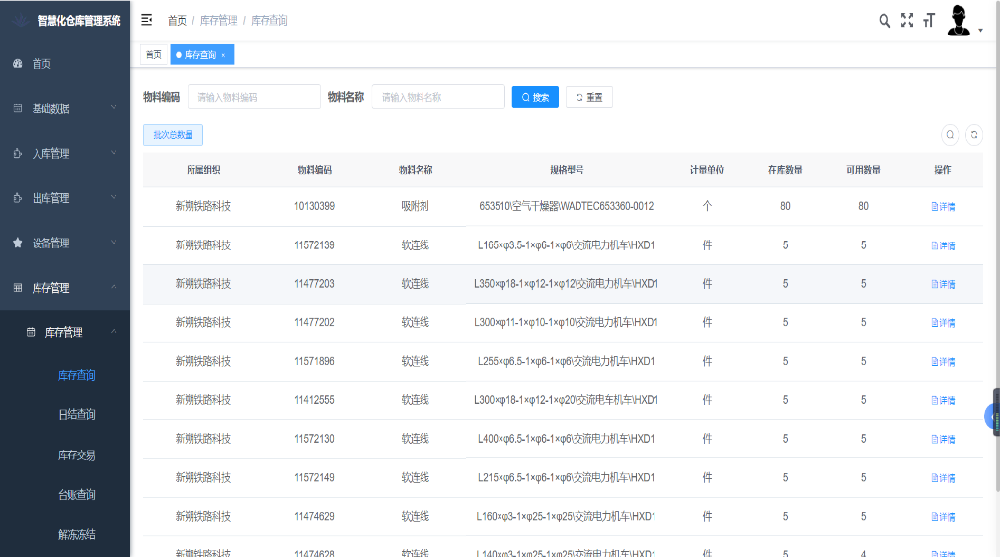 智慧化仓库管理系统
首页 / 库存管理 / 库存查询
首页
库存查询 ×
首页
基础数据
入库管理
出库管理
设备管理
库存管理
库存管理
库存查询
日结查询
库存交易
台账查询
解冻冻结
物料编码 请输入物料编码 物料名称 请输入物料名称 搜索 重置
批次总数量
所属组织 物料编码 物料名称 规格型号 计量单位 在库数量 可用数量 操作
新朔铁路科技 10130399 吸附剂 653510\空气干燥器\WADTEC653360-0012 个 80 80 详情
新朔铁路科技 11572139 软连线 L165×φ3.5-1×φ6-1×φ6\交流电力机车\HXD1 件 5 5 详情
新朔铁路科技 11477203 软连线 L350×φ18-1×φ12-1×φ12\交流电力机车\HXD1 件 5 5 详情
新朔铁路科技 11477202 软连线 L300×φ11-1×φ10-1×φ10\交流电力机车\HXD1 件 5 5 详情
新朔铁路科技 11571896 软连线 L255×φ6.5-1×φ6-1×φ6\交流电力机车\HXD1 件 5 5 详情
新朔铁路科技 11412555 软连线 L300×φ18-1×φ12-1×φ20\交流电车机车\HXD1 件 5 5 详情
新朔铁路科技 11572130 软连线 L400×φ6.5-1×φ6-1×φ6\交流电力机车\HXD1 件 5 5 详情
新朔铁路科技 11572149 软连线 L215×φ6.5-1×φ6-1×φ6\交流电力机车\HXD1 件 5 5 详情
新朔铁路科技 11474629 软连线 L160×φ3-1×φ25-1×φ25\交流电力机车\HXD1 件 5 5 详情
新朔铁路科技 11474628 软连线 L140×φ3-1×φ25-1×φ25\交流电力机车\HXD1 件 5 4 详情